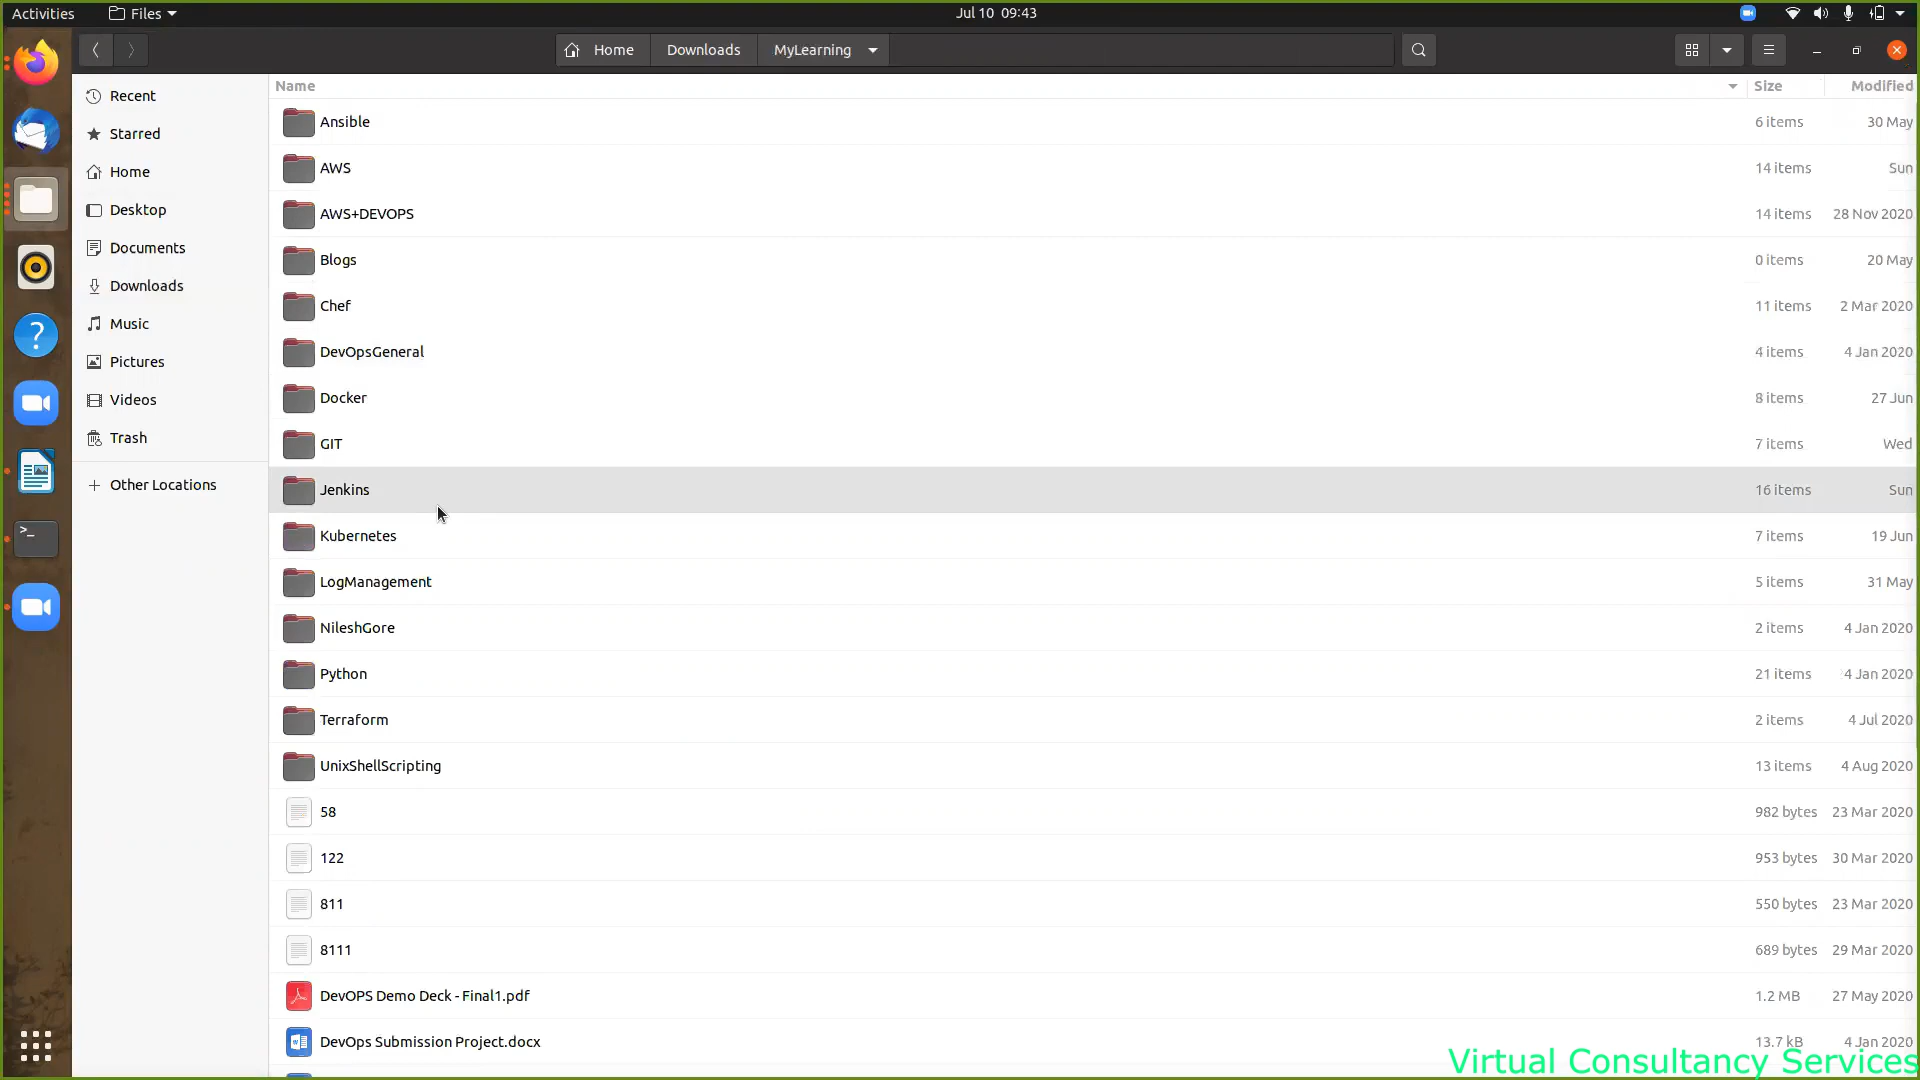 Activities Files Jul 10 09:43
Home Downloads MyLearning
Recent
Starred
Home
Desktop
Documents
Downloads
Music
Pictures
Videos
Trash
Other Locations
Name Size Modified
Ansible 6 items 30 May
AWS 14 items Sun
AWS+DEVOPS 14 items 28 Nov 2020
Blogs 0 items 20 May
Chef 11 items 2 Mar 2020
DevOpsGeneral 4 items 4 Jan 2020
Docker 8 items 27 Jun
GIT 7 items Wed
Jenkins 16 items Sun
Kubernetes 7 items 19 Jun
LogManagement 5 items 31 May
NileshGore 2 items 4 Jan 2020
Python 21 items 4 Jan 2020
Terraform 2 items 4 Jul 2020
UnixShellScripting 13 items 4 Aug 2020
58 982 bytes 23 Mar 2020
122 953 bytes 30 Mar 2020
811 550 bytes 23 Mar 2020
8111 689 bytes 29 Mar 2020
DevOPS Demo Deck - Final1.pdf 1.2 MB 27 May 2020
DevOps Submission Project.docx 13.7 kB 4 Jan 2020
Virtual Consultancy Services